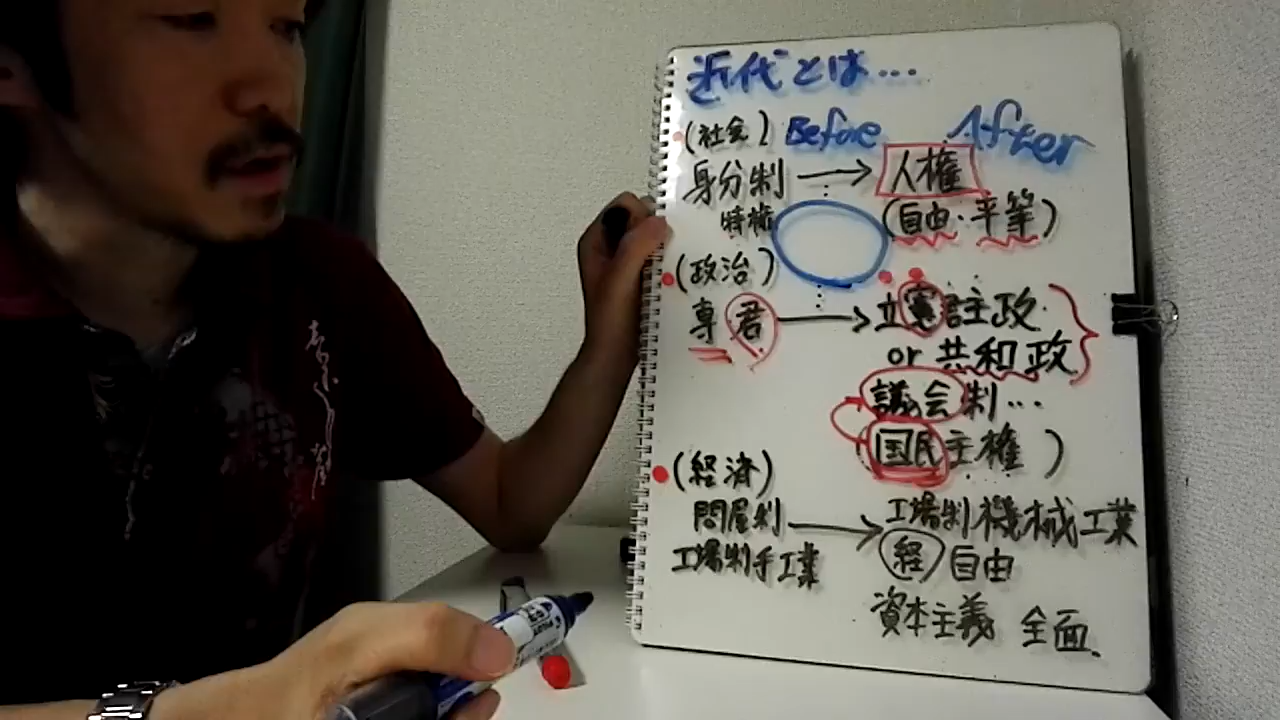 近代とは…
(社会) Before After
身分制 → 人権
特権 (自由・平等)
(政治)
専君 → 立憲君主政
or 共和政
議会制…
国民主権)
(経済)
問屋制 → 工場制機械工業
工場制手工業 経 自由
資本主義 全面